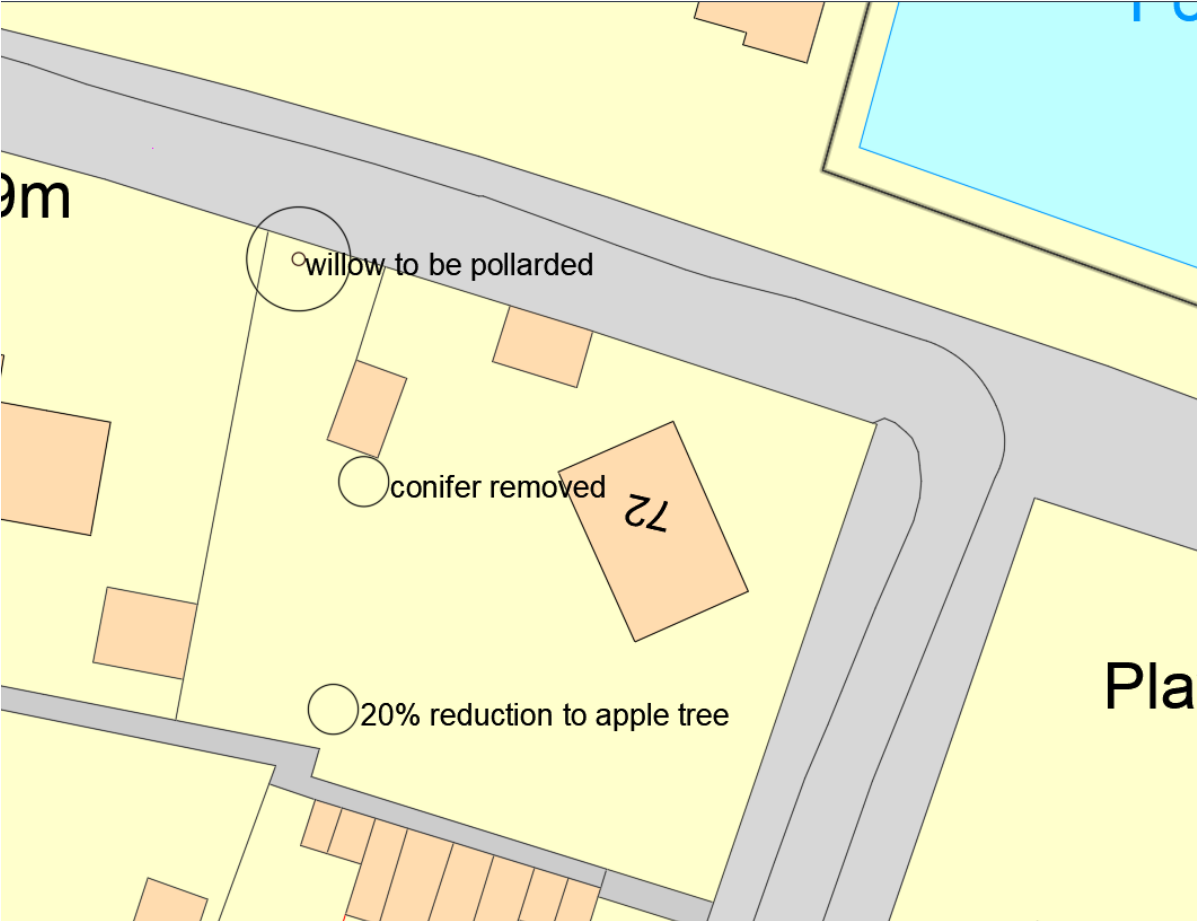 9m
willow to be pollarded
conifer removed
72
Pla
20% reduction to apple tree